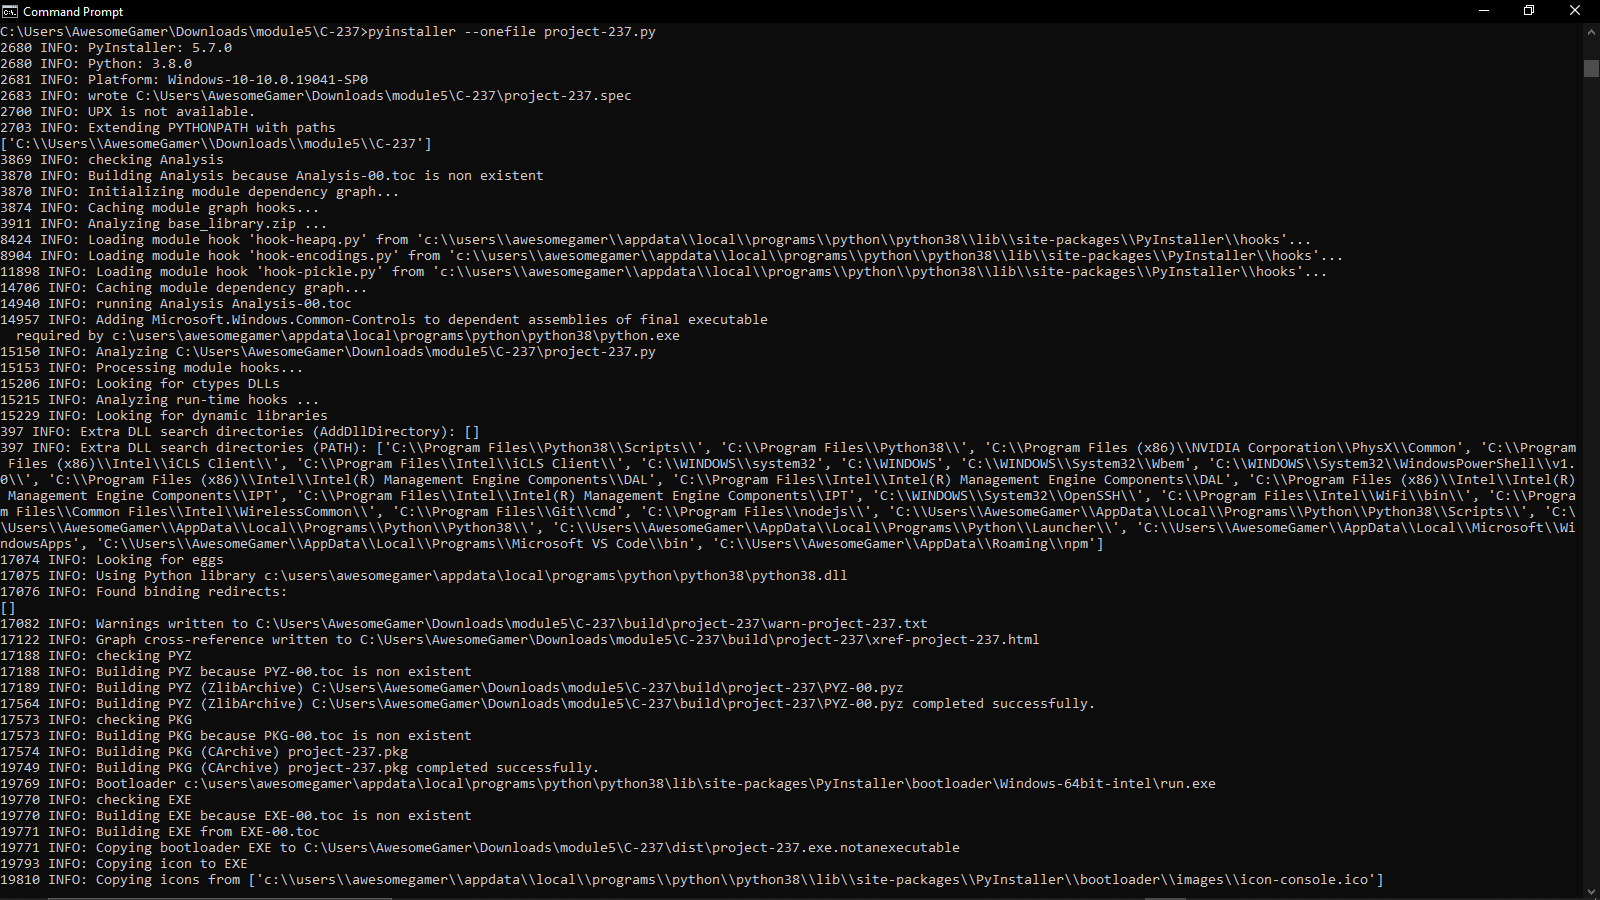 Command Prompt
C:\Users\AwesomeGamer\Downloads\module5\C-237>pyinstaller --onefile project-237.py
2680 INFO: PyInstaller: 5.7.0
2680 INFO: Python: 3.8.0
2681 INFO: Platform: Windows-10-10.0.19041-SP0
2683 INFO: wrote C:\Users\AwesomeGamer\Downloads\module5\C-237\project-237.spec
2700 INFO: UPX is not available.
2703 INFO: Extending PYTHONPATH with paths
['C:\\Users\\AwesomeGamer\\Downloads\\module5\\C-237']
3869 INFO: checking Analysis
3870 INFO: Building Analysis because Analysis-00.toc is non existent
3870 INFO: Initializing module dependency graph...
3874 INFO: Caching module graph hooks...
3911 INFO: Analyzing base_library.zip ...
8424 INFO: Loading module hook 'hook-heapq.py' from 'c:\\users\\awesomegamer\\appdata\\local\\programs\\python\\python38\\lib\\site-packages\\PyInstaller\\hooks'...
8904 INFO: Loading module hook 'hook-encodings.py' from 'c:\\users\\awesomegamer\\appdata\\local\\programs\\python\\python38\\lib\\site-packages\\PyInstaller\\hooks'...
11898 INFO: Loading module hook 'hook-pickle.py' from 'c:\\users\\awesomegamer\\appdata\\local\\programs\\python\\python38\\lib\\site-packages\\PyInstaller\\hooks'...
14706 INFO: Caching module dependency graph...
14940 INFO: running Analysis Analysis-00.toc
14957 INFO: Adding Microsoft.Windows.Common-Controls to dependent assemblies of final executable
  required by c:\users\awesomegamer\appdata\local\programs\python\python38\python.exe
15150 INFO: Analyzing C:\Users\AwesomeGamer\Downloads\module5\C-237\project-237.py
15153 INFO: Processing module hooks...
15206 INFO: Looking for ctypes DLLs
15215 INFO: Analyzing run-time hooks ...
15229 INFO: Looking for dynamic libraries
397 INFO: Extra DLL search directories (AddDllDirectory): []
397 INFO: Extra DLL search directories (PATH): ['C:\\Program Files\\Python38\\Scripts\\', 'C:\\Program Files\\Python38\\', 'C:\\Program Files (x86)\\NVIDIA Corporation\\PhysX\\Common', 'C:\\Program
 Files (x86)\\Intel\\iCLS Client\\', 'C:\\Program Files\\Intel\\iCLS Client\\', 'C:\\WINDOWS\\system32', 'C:\\WINDOWS', 'C:\\WINDOWS\\System32\\Wbem', 'C:\\WINDOWS\\System32\\WindowsPowerShell\\v1.
0\\', 'C:\\Program Files (x86)\\Intel\\Intel(R) Management Engine Components\\DAL', 'C:\\Program Files\\Intel\\Intel(R) Management Engine Components\\DAL', 'C:\\Program Files (x86)\\Intel\\Intel(R)
 Management Engine Components\\IPT', 'C:\\Program Files\\Intel\\Intel(R) Management Engine Components\\IPT', 'C:\\WINDOWS\\System32\\OpenSSH\\', 'C:\\Program Files\\Intel\\WiFi\\bin\\', 'C:\\Progra
m Files\\Common Files\\Intel\\WirelessCommon\\', 'C:\\Program Files\\Git\\cmd', 'C:\\Program Files\\nodejs\\', 'C:\\Users\\AwesomeGamer\\AppData\\Local\\Programs\\Python\\Python38\\Scripts\\', 'C:\
\Users\\AwesomeGamer\\AppData\\Local\\Programs\\Python\\Python38\\', 'C:\\Users\\AwesomeGamer\\AppData\\Local\\Programs\\Python\\Launcher\\', 'C:\\Users\\AwesomeGamer\\AppData\\Local\\Microsoft\\Wi
ndowsApps', 'C:\\Users\\AwesomeGamer\\AppData\\Local\\Programs\\Microsoft VS Code\\bin', 'C:\\Users\\AwesomeGamer\\AppData\\Roaming\\npm']
17074 INFO: Looking for eggs
17075 INFO: Using Python library c:\users\awesomegamer\appdata\local\programs\python\python38\python38.dll
17076 INFO: Found binding redirects:
[]
17082 INFO: Warnings written to C:\Users\AwesomeGamer\Downloads\module5\C-237\build\project-237\warn-project-237.txt
17122 INFO: Graph cross-reference written to C:\Users\AwesomeGamer\Downloads\module5\C-237\build\project-237\xref-project-237.html
17188 INFO: checking PYZ
17188 INFO: Building PYZ because PYZ-00.toc is non existent
17189 INFO: Building PYZ (ZlibArchive) C:\Users\AwesomeGamer\Downloads\module5\C-237\build\project-237\PYZ-00.pyz
17564 INFO: Building PYZ (ZlibArchive) C:\Users\AwesomeGamer\Downloads\module5\C-237\build\project-237\PYZ-00.pyz completed successfully.
17573 INFO: checking PKG
17573 INFO: Building PKG because PKG-00.toc is non existent
17574 INFO: Building PKG (CArchive) project-237.pkg
19749 INFO: Building PKG (CArchive) project-237.pkg completed successfully.
19769 INFO: Bootloader c:\users\awesomegamer\appdata\local\programs\python\python38\lib\site-packages\PyInstaller\bootloader\Windows-64bit-intel\run.exe
19770 INFO: checking EXE
19770 INFO: Building EXE because EXE-00.toc is non existent
19771 INFO: Building EXE from EXE-00.toc
19771 INFO: Copying bootloader EXE to C:\Users\AwesomeGamer\Downloads\module5\C-237\dist\project-237.exe.notanexecutable
19793 INFO: Copying icon to EXE
19810 INFO: Copying icons from ['c:\\users\\awesomegamer\\appdata\\local\\programs\\python\\python38\\lib\\site-packages\\PyInstaller\\bootloader\\images\\icon-console.ico']